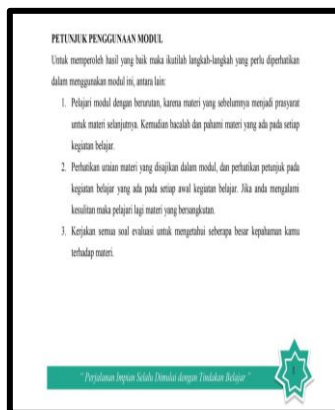 PETUNJUK PENGGUNAAN MODUL
Untuk memperoleh hasil yang baik maka ikutilah langkah-langkah yang perlu diperhatikan
dalam menggunakan modul ini, antara lain:
1. Pelajari modul dengan berurutan, karena materi yang sebelumnya menjadi prasyarat
untuk materi selanjutnya. Kemudian bacalah dan pahami materi yang ada pada setiap
kegiatan belajar.
2. Perhatikan uraian materi yang disajikan dalam modul, dan perhatikan petunjuk pada
kegiatan belajar yang ada pada setiap awal kegiatan belajar. Jika anda mengalami
kesulitan maka pelajari lagi materi yang bersangkutan.
3. Kerjakan semua soal evaluasi untuk mengetahui seberapa besar kepahaman kamu
terhadap materi.
" Perjalanan Impian Selalu Dimulai dengan Tindakan Belajar "